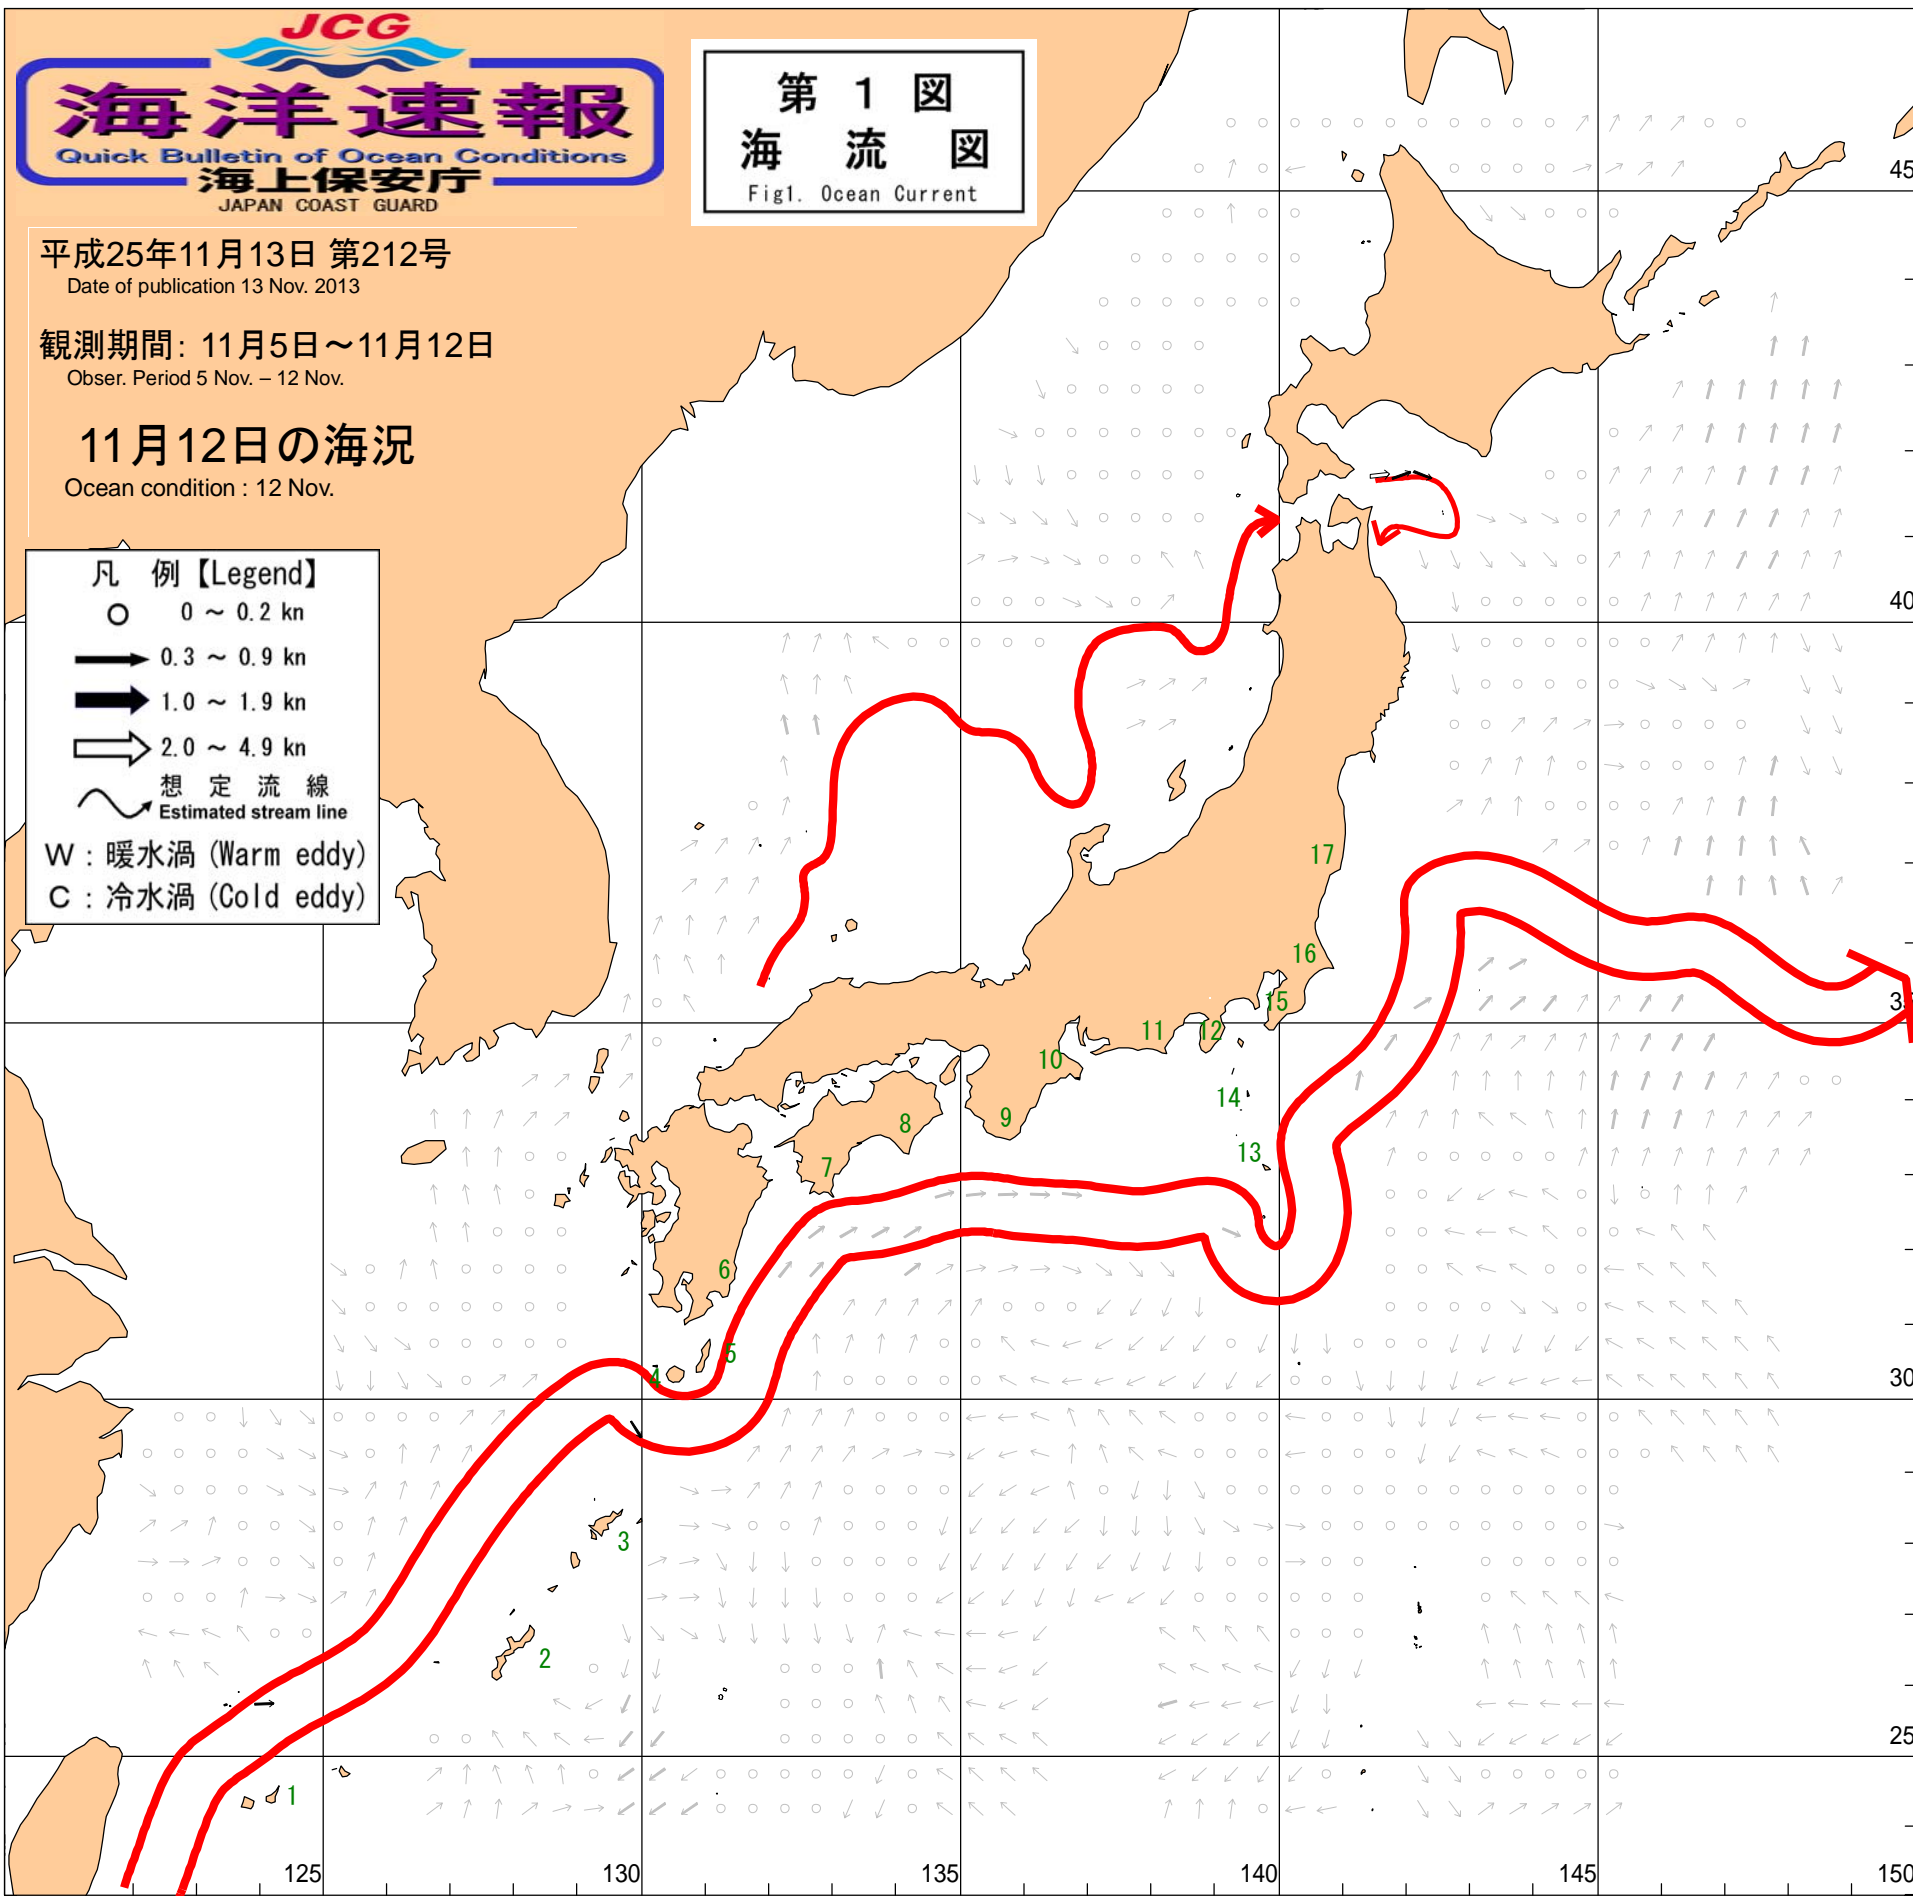 JCG
海洋速報
Quick Bulletin of Ocean Conditions
海上保安庁
JAPAN COAST GUARD
第 1 図
海 流 図
Fig1. Ocean Current
平成25年11月13日 第212号
Date of publication 13 Nov. 2013
観測期間: 11月5日～11月12日
Obser. Period 5 Nov. – 12 Nov.
11月12日の海況
Ocean condition : 12 Nov.
凡 例【Legend】
0 ～ 0.2 kn
0.3 ～ 0.9 kn
1.0 ～ 1.9 kn
2.0 ～ 4.9 kn
想 定 流 線
Estimated stream line
W : 暖水渦 (Warm eddy)
C : 冷水渦 (Cold eddy)
45
40
17
16
35
15
12
11
10
14
9
8
13
7
6
5
4
30
3
2
25
1
125
130
135
140
145
150